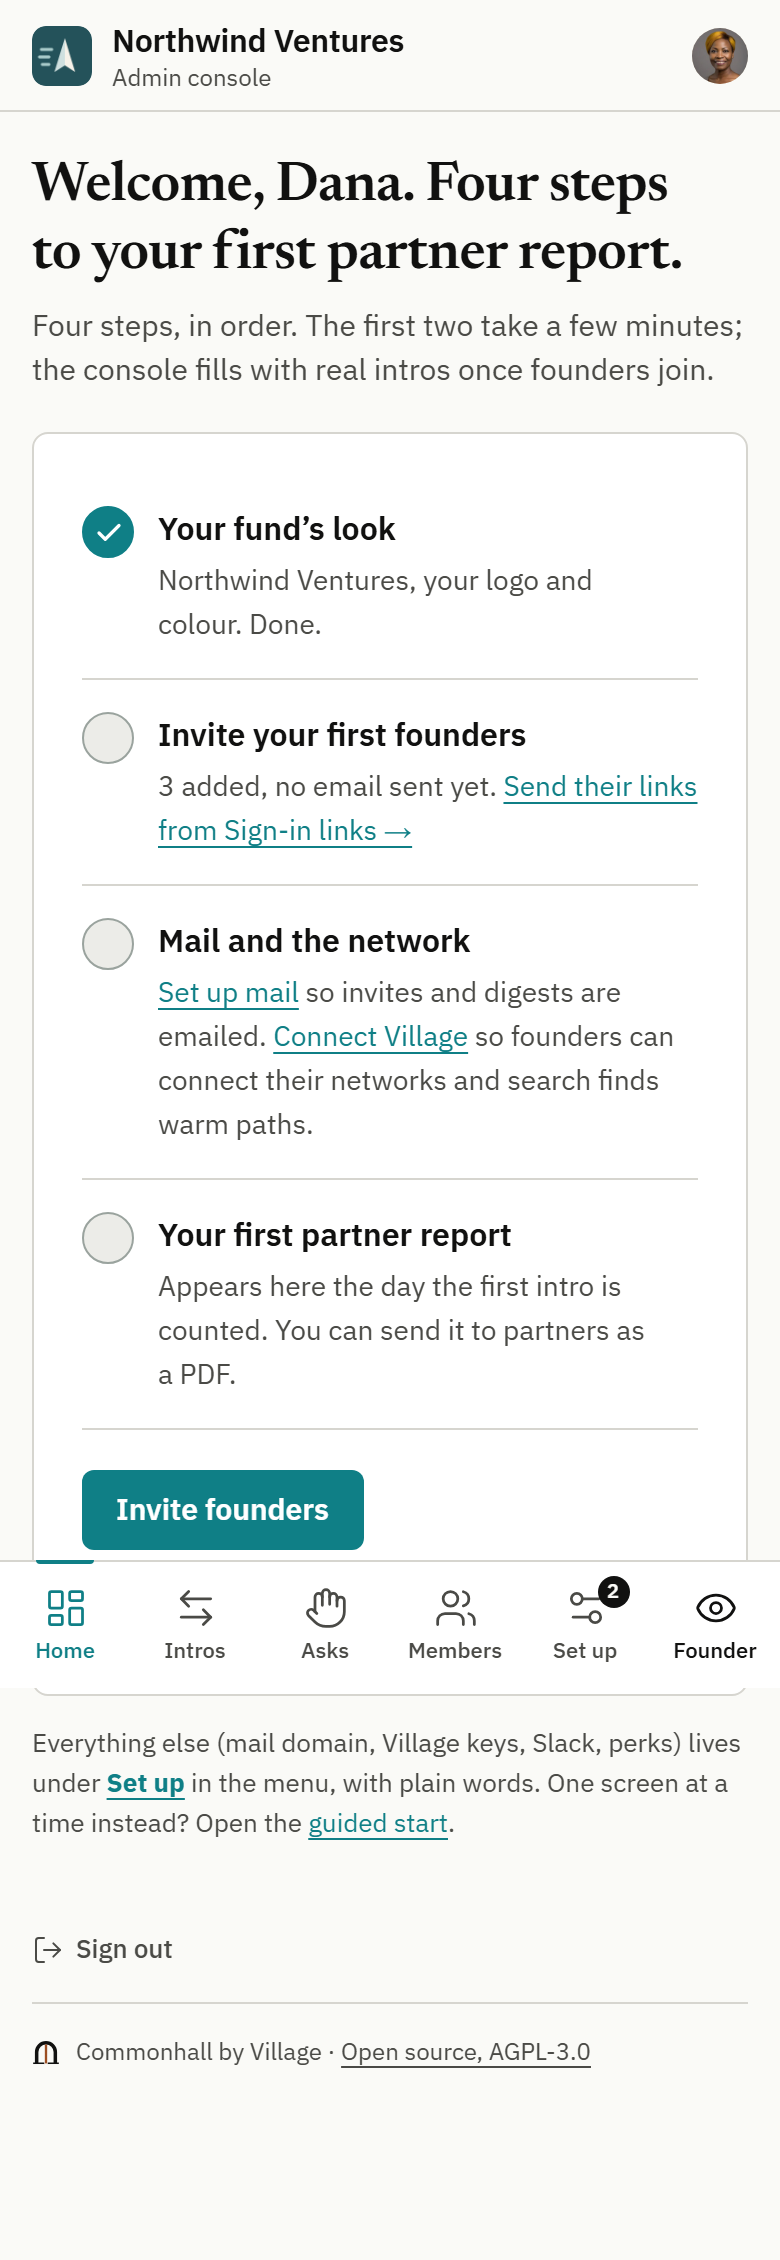 Northwind Ventures
Admin console
Welcome, Dana. Four steps
to your first partner report.
Four steps, in order. The first two take a few minutes;
the console fills with real intros once founders join.
Your fund’s look
Northwind Ventures, your logo and
colour. Done.
Invite your first founders
3 added, no email sent yet. Send their links
from Sign-in links →
Mail and the network
Set up mail so invites and digests are
emailed. Connect Village so founders can
connect their networks and search finds
warm paths.
Your first partner report
Appears here the day the first intro is
counted. You can send it to partners as
a PDF.
Invite founders
2
Home Intros Asks Members Set up Founder
Everything else (mail domain, Village keys, Slack, perks) lives
under Set up in the menu, with plain words. One screen at a
time instead? Open the guided start.
Sign out
Commonhall by Village · Open source, AGPL-3.0